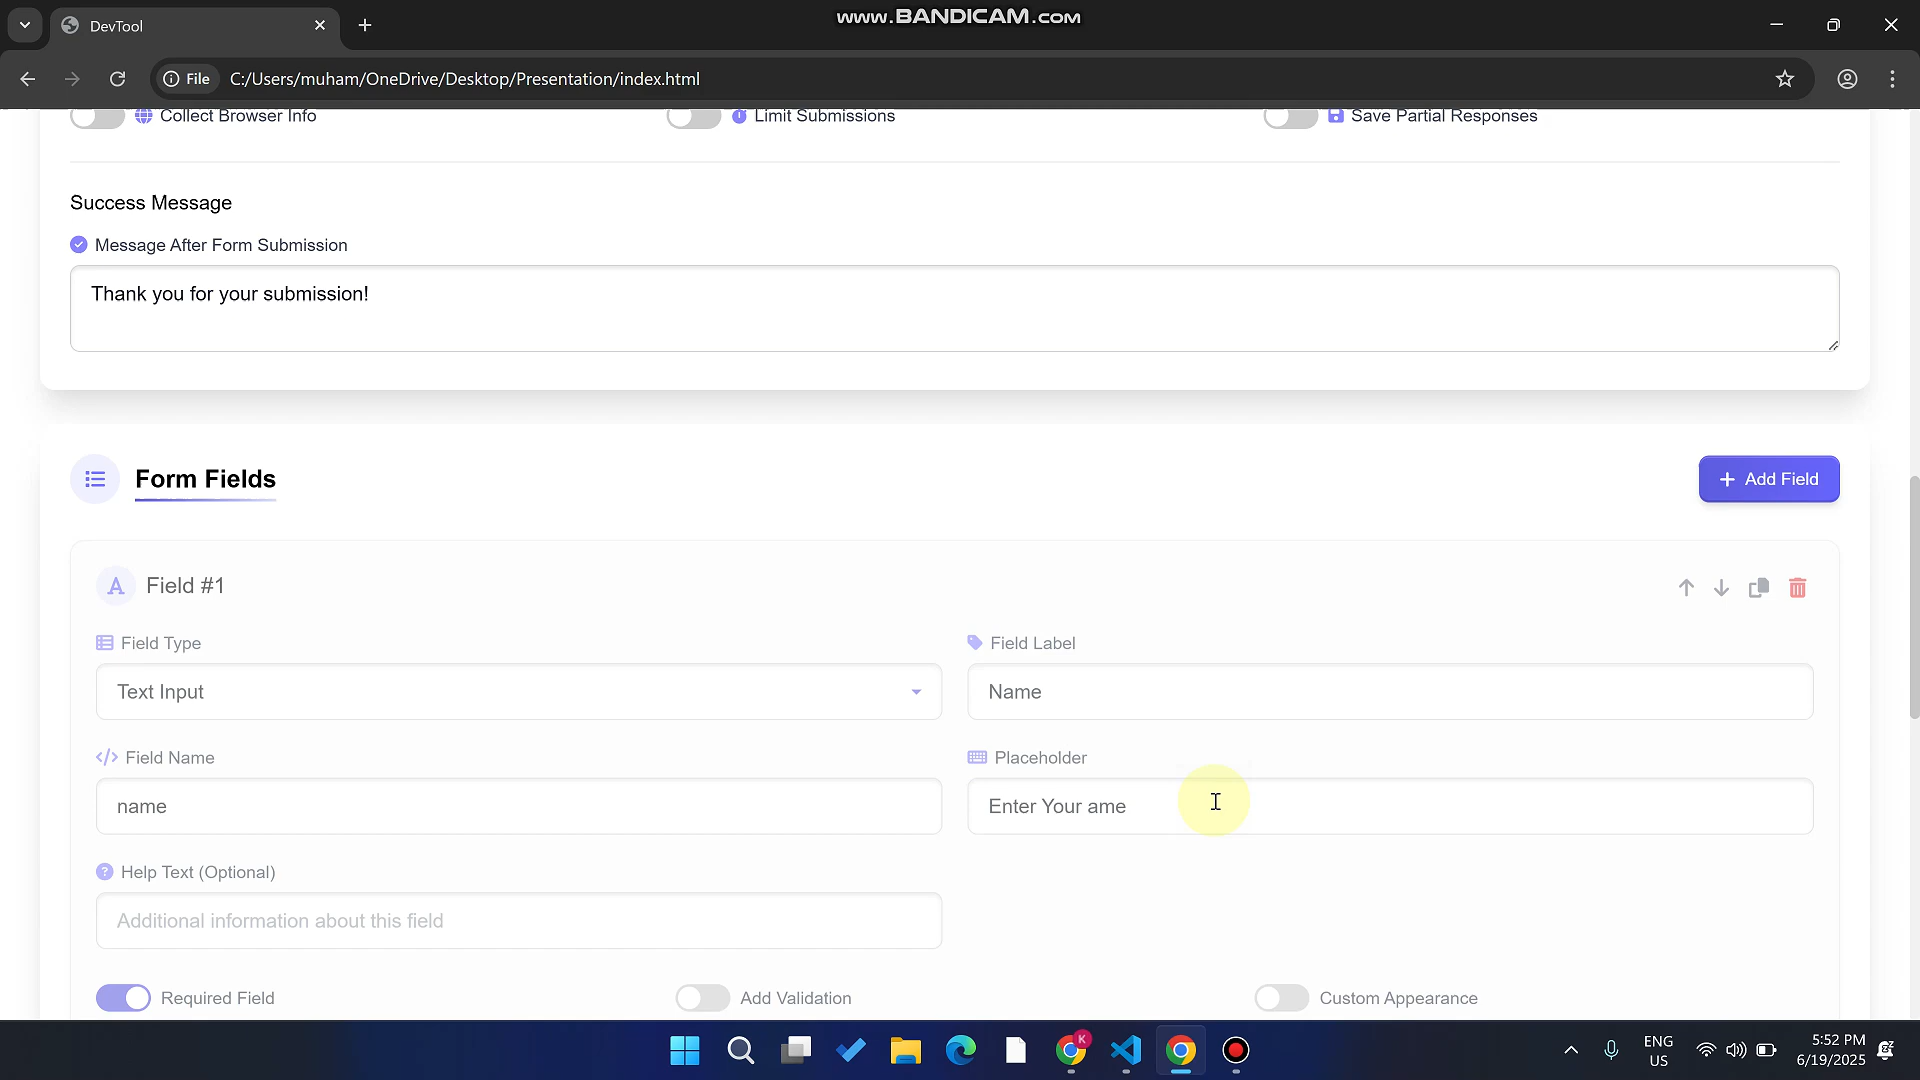 DevTool
www.BANDICAM.com
File
C:/Users/muham/OneDrive/Desktop/Presentation/index.html
Collect Browser Info
Limit Submissions
Save Partial Responses
Success Message
Message After Form Submission
Thank you for your submission!
Form Fields
Add Field
A
Field #1
Field Type
Field Label
Text Input
Name
Field Name
Placeholder
name
Enter Your ame
Help Text (Optional)
Additional information about this field
Required Field
Add Validation
Custom Appearance
K
ENG
US
5:52 PM
6/19/2025